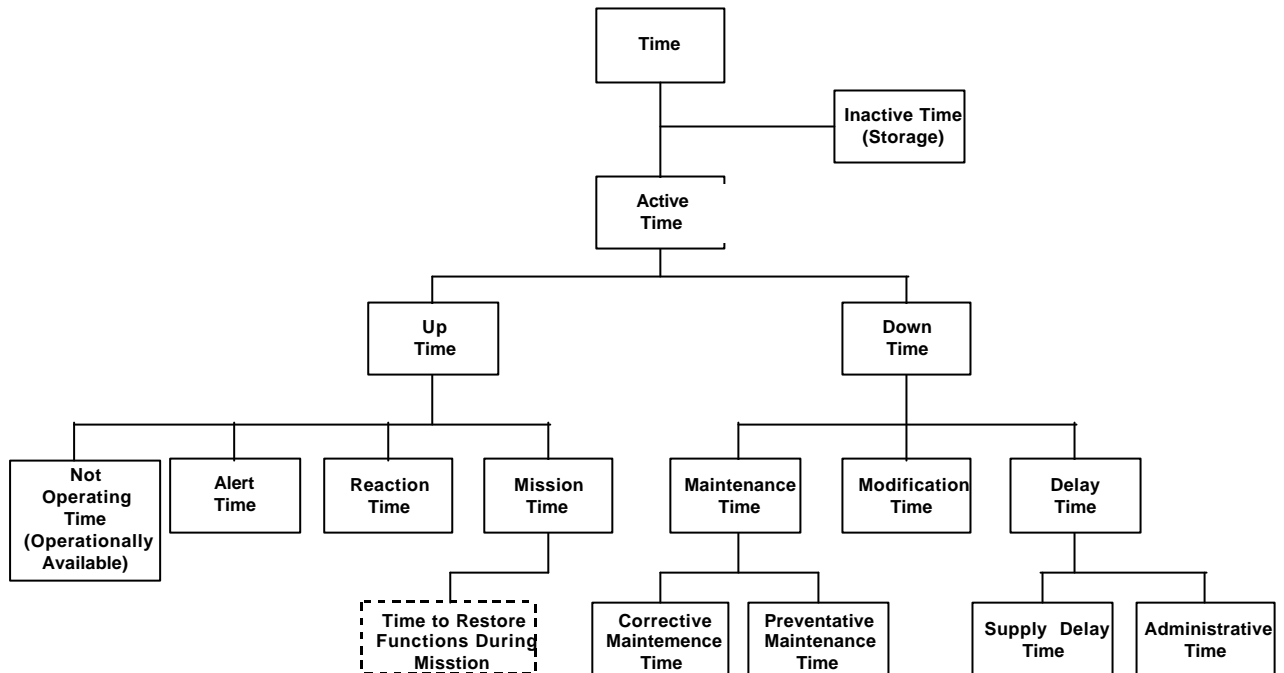 Time
Inactive Time
(Storage)
Active
Time
Up
Time
Down
Time
Not
Operating
Time
(Operationally
Available)
Alert
Time
Reaction
Time
Mission
Time
Maintenance
Time
Modification
Time
Delay
Time
Time to Restore
Functions During
Misstion
Corrective
Maintemence
Time
Preventative
Maintenance
Time
Supply Delay
Time
Administrative
Time